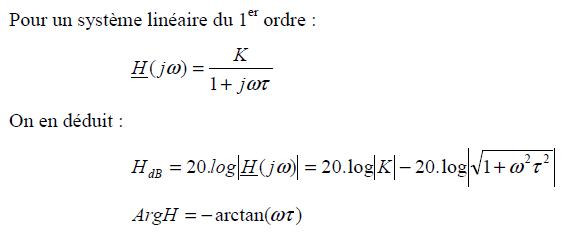 Pour un système linéaire du 1er ordre :
H(jω) = K / (1 + jωτ)
On en déduit :
H_dB = 20.log|H(jω)| = 20.log|K| − 20.log|√(1 + ω²τ²)|
ArgH = −arctan(ωτ)